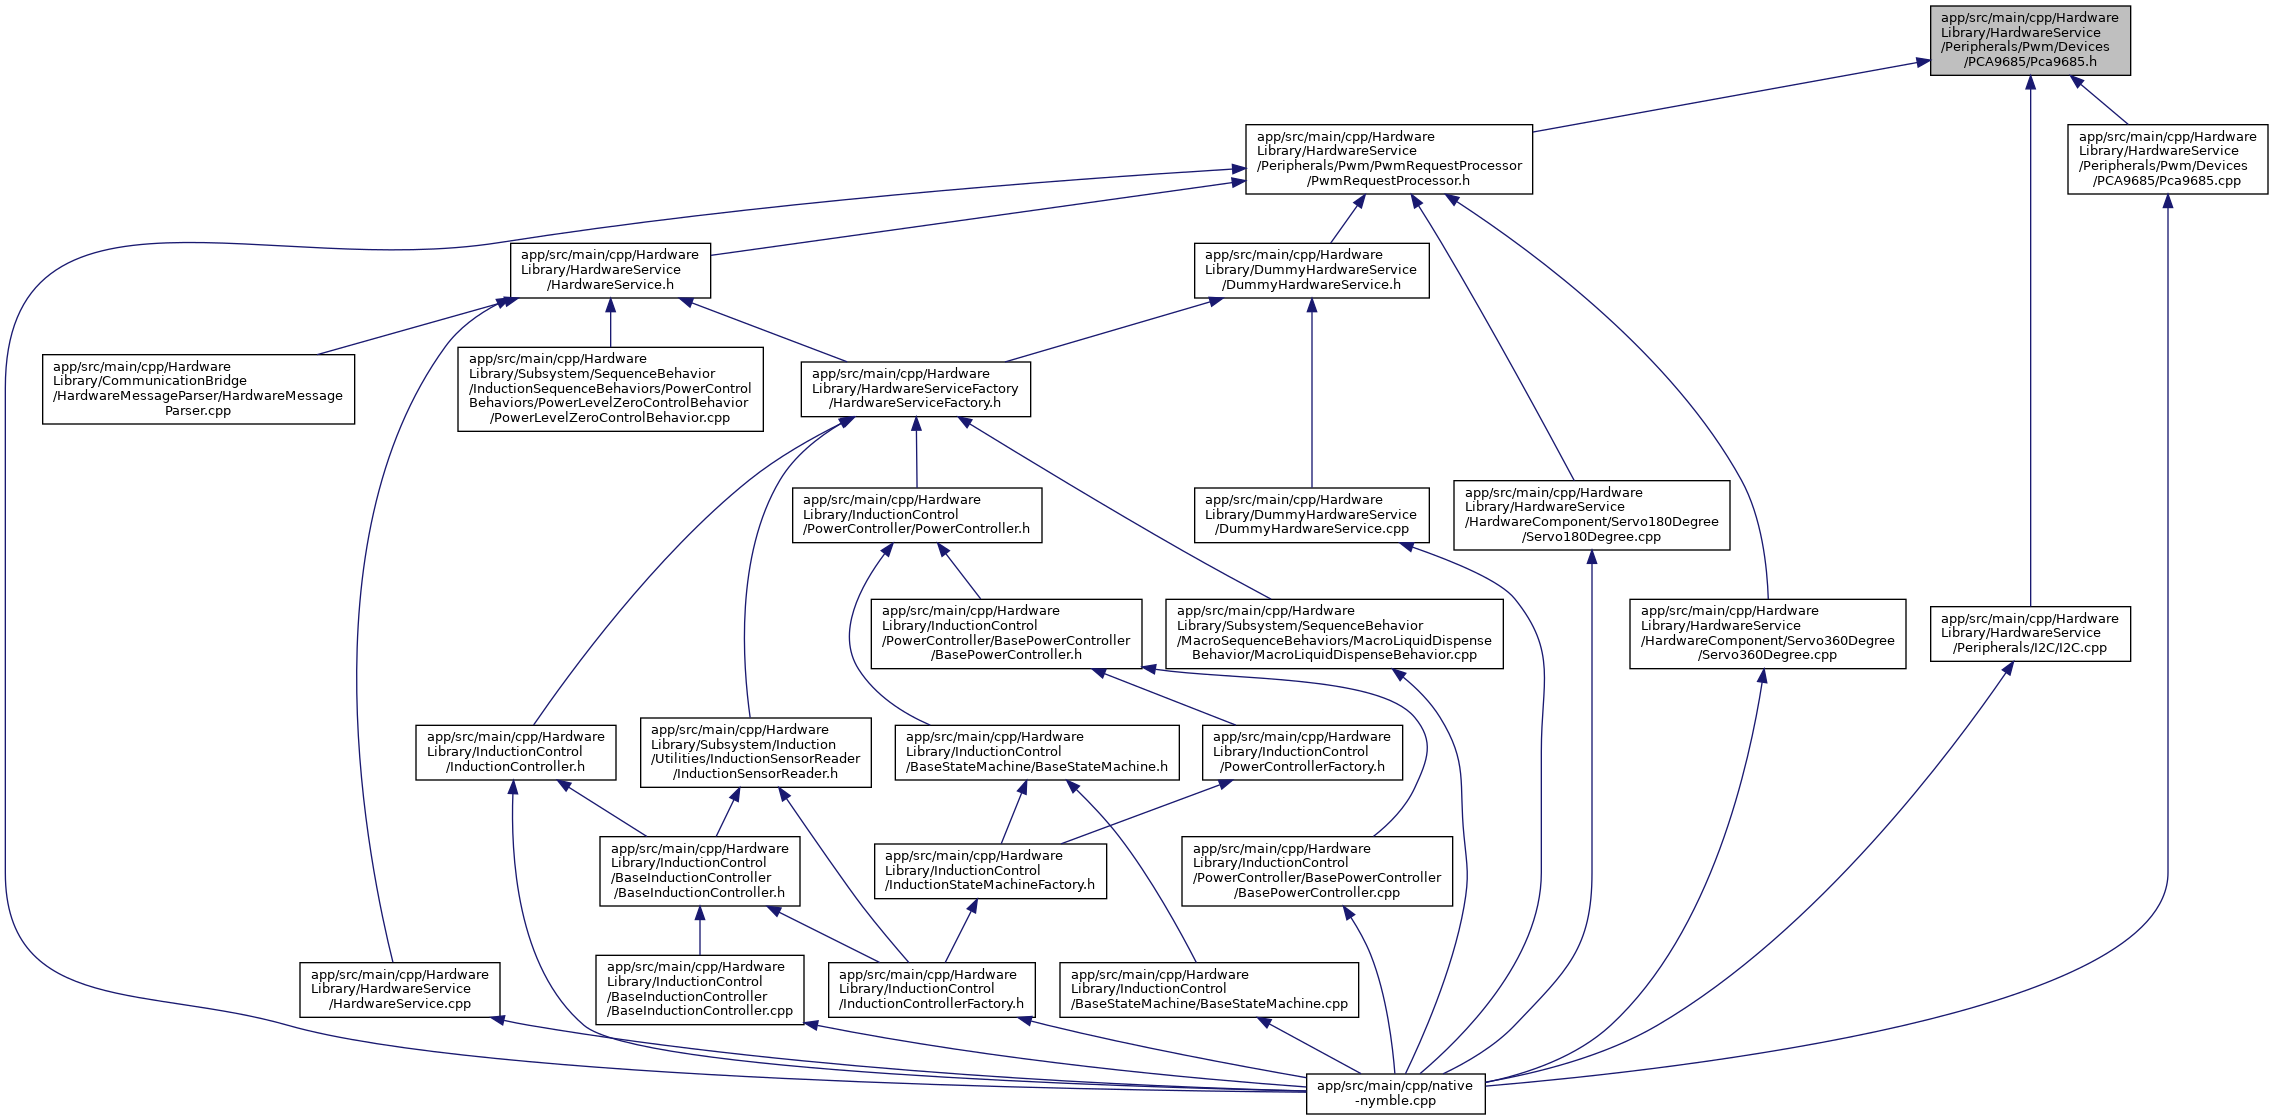 app/src/main/cpp/Hardware
Library/HardwareService
/Peripherals/Pwm/Devices
/PCA9685/Pca9685.h
app/src/main/cpp/Hardware
Library/HardwareService
/Peripherals/Pwm/PwmRequestProcessor
/PwmRequestProcessor.h
app/src/main/cpp/Hardware
Library/HardwareService
/Peripherals/Pwm/Devices
/PCA9685/Pca9685.cpp
app/src/main/cpp/Hardware
Library/HardwareService
/HardwareService.h
app/src/main/cpp/Hardware
Library/DummyHardwareService
/DummyHardwareService.h
app/src/main/cpp/Hardware
Library/CommunicationBridge
/HardwareMessageParser/HardwareMessage
Parser.cpp
app/src/main/cpp/Hardware
Library/Subsystem/SequenceBehavior
/InductionSequenceBehaviors/PowerControl
Behaviors/PowerLevelZeroControlBehavior
/PowerLevelZeroControlBehavior.cpp
app/src/main/cpp/Hardware
Library/HardwareServiceFactory
/HardwareServiceFactory.h
app/src/main/cpp/Hardware
Library/InductionControl
/PowerController/PowerController.h
app/src/main/cpp/Hardware
Library/DummyHardwareService
/DummyHardwareService.cpp
app/src/main/cpp/Hardware
Library/HardwareService
/HardwareComponent/Servo180Degree
/Servo180Degree.cpp
app/src/main/cpp/Hardware
Library/InductionControl
/PowerController/BasePowerController
/BasePowerController.h
app/src/main/cpp/Hardware
Library/Subsystem/SequenceBehavior
/MacroSequenceBehaviors/MacroLiquidDispense
Behavior/MacroLiquidDispenseBehavior.cpp
app/src/main/cpp/Hardware
Library/HardwareService
/HardwareComponent/Servo360Degree
/Servo360Degree.cpp
app/src/main/cpp/Hardware
Library/HardwareService
/Peripherals/I2C/I2C.cpp
app/src/main/cpp/Hardware
Library/InductionControl
/InductionController.h
app/src/main/cpp/Hardware
Library/Subsystem/Induction
/Utilities/InductionSensorReader
/InductionSensorReader.h
app/src/main/cpp/Hardware
Library/InductionControl
/BaseStateMachine/BaseStateMachine.h
app/src/main/cpp/Hardware
Library/InductionControl
/PowerControllerFactory.h
app/src/main/cpp/Hardware
Library/InductionControl
/BaseInductionController
/BaseInductionController.h
app/src/main/cpp/Hardware
Library/InductionControl
/InductionStateMachineFactory.h
app/src/main/cpp/Hardware
Library/InductionControl
/PowerController/BasePowerController
/BasePowerController.cpp
app/src/main/cpp/Hardware
Library/HardwareService
/HardwareService.cpp
app/src/main/cpp/Hardware
Library/InductionControl
/BaseInductionController
/BaseInductionController.cpp
app/src/main/cpp/Hardware
Library/InductionControl
/InductionControllerFactory.h
app/src/main/cpp/Hardware
Library/InductionControl
/BaseStateMachine/BaseStateMachine.cpp
app/src/main/cpp/native
-nymble.cpp